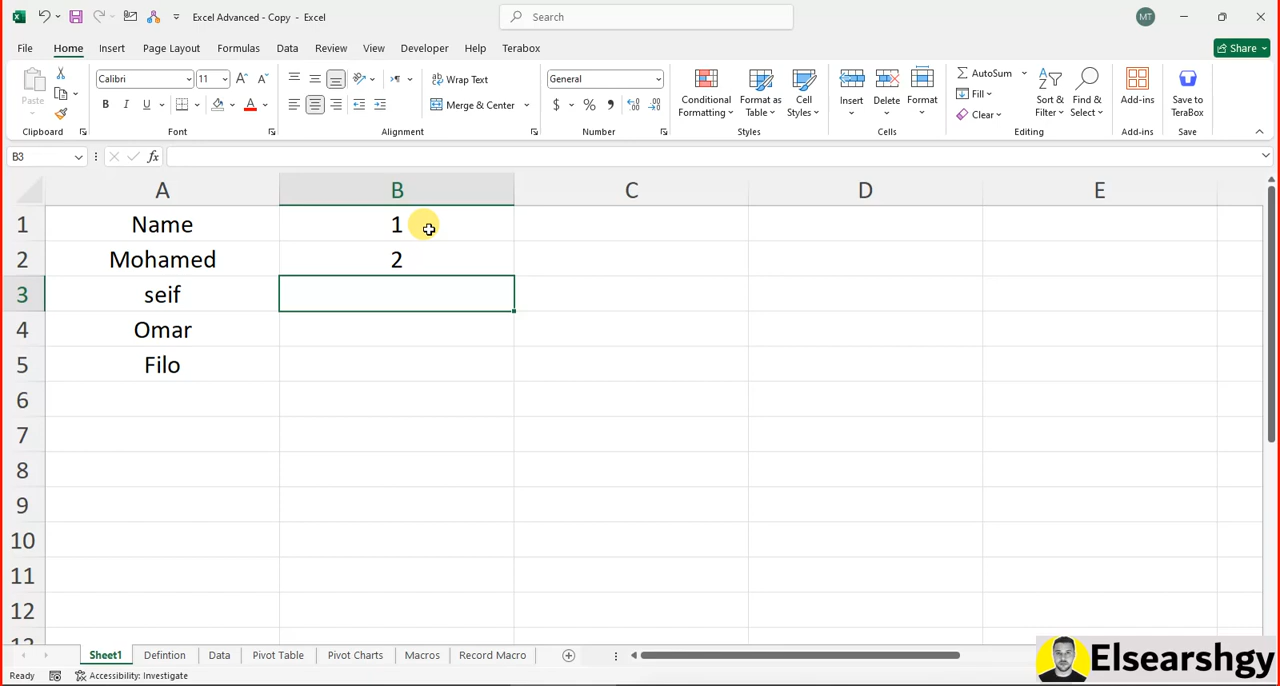 Excel Advanced - Copy - Excel
Search
MT
File Home Insert Page Layout Formulas Data Review View Developer Help Terabox
Share
Paste
Clipboard
Calibri 11
B I U A
Font
Wrap Text
Merge & Center
Alignment
General
$ % 9
Number
Conditional Formatting
Format as Table
Cell Styles
Styles
Insert Delete Format
Cells
AutoSum
Fill
Clear
Sort & Filter
Find & Select
Editing
Add-ins
Add-ins
Save to TeraBox
Save
B3 fx
A B C D E
1 Name 1
2 Mohamed 2
3 seif
4 Omar
5 Filo
6
7
8
9
10
11
12
13
Sheet1 Defintion Data Pivot Table Pivot Charts Macros Record Macro
Ready Accessibility: Investigate
Elsearshgy